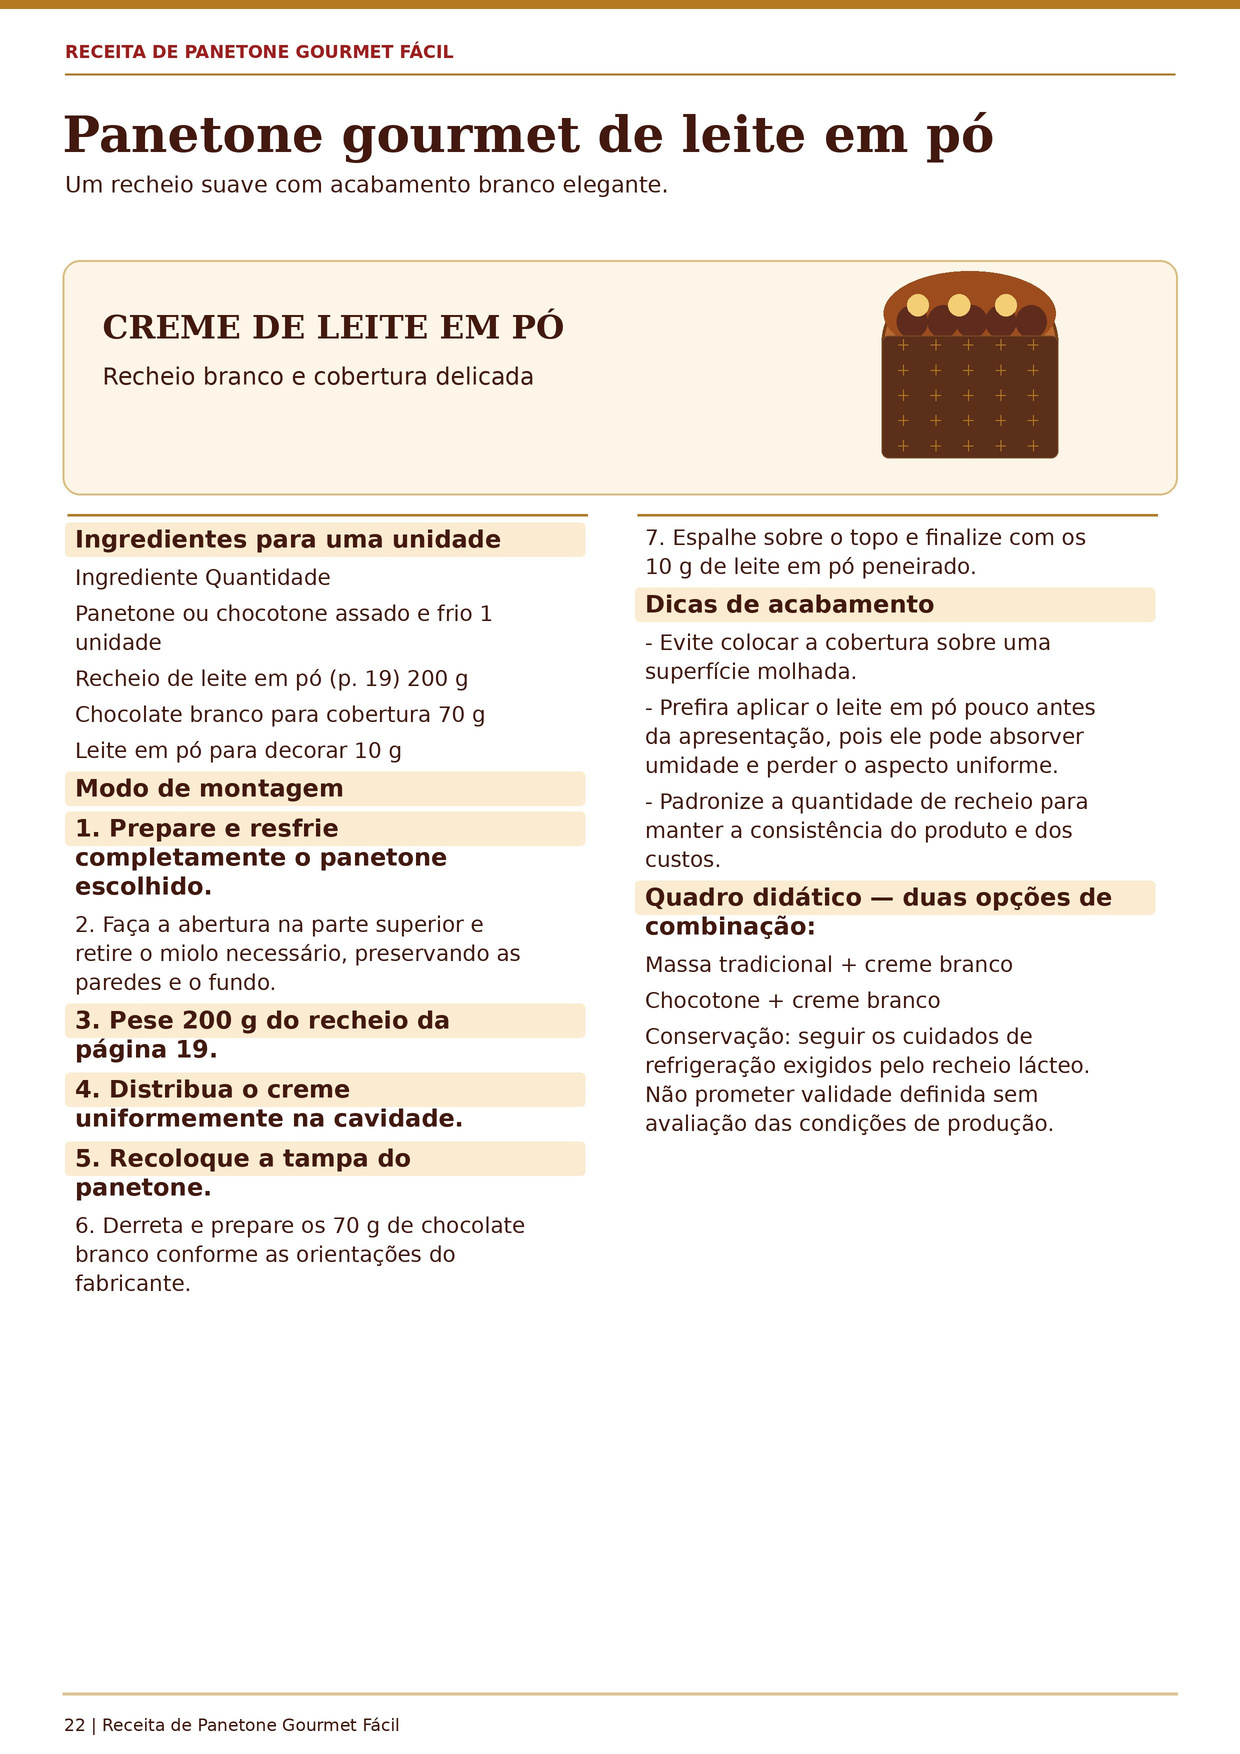 RECEITA DE PANETONE GOURMET FÁCIL
Panetone gourmet de leite em pó
Um recheio suave com acabamento branco elegante.
CREME DE LEITE EM PÓ
Recheio branco e cobertura delicada
Ingredientes para uma unidade
Ingrediente Quantidade
Panetone ou chocotone assado e frio 1
unidade
Recheio de leite em pó (p. 19) 200 g
Chocolate branco para cobertura 70 g
Leite em pó para decorar 10 g
Modo de montagem
1. Prepare e resfrie
completamente o panetone
escolhido.
2. Faça a abertura na parte superior e
retire o miolo necessário, preservando as
paredes e o fundo.
3. Pese 200 g do recheio da
página 19.
4. Distribua o creme
uniformemente na cavidade.
5. Recoloque a tampa do
panetone.
6. Derreta e prepare os 70 g de chocolate
branco conforme as orientações do
fabricante.
7. Espalhe sobre o topo e finalize com os
10 g de leite em pó peneirado.
Dicas de acabamento
- Evite colocar a cobertura sobre uma
superfície molhada.
- Prefira aplicar o leite em pó pouco antes
da apresentação, pois ele pode absorver
umidade e perder o aspecto uniforme.
- Padronize a quantidade de recheio para
manter a consistência do produto e dos
custos.
Quadro didático — duas opções de
combinação:
Massa tradicional + creme branco
Chocotone + creme branco
Conservação: seguir os cuidados de
refrigeração exigidos pelo recheio lácteo.
Não prometer validade definida sem
avaliação das condições de produção.
22 | Receita de Panetone Gourmet Fácil